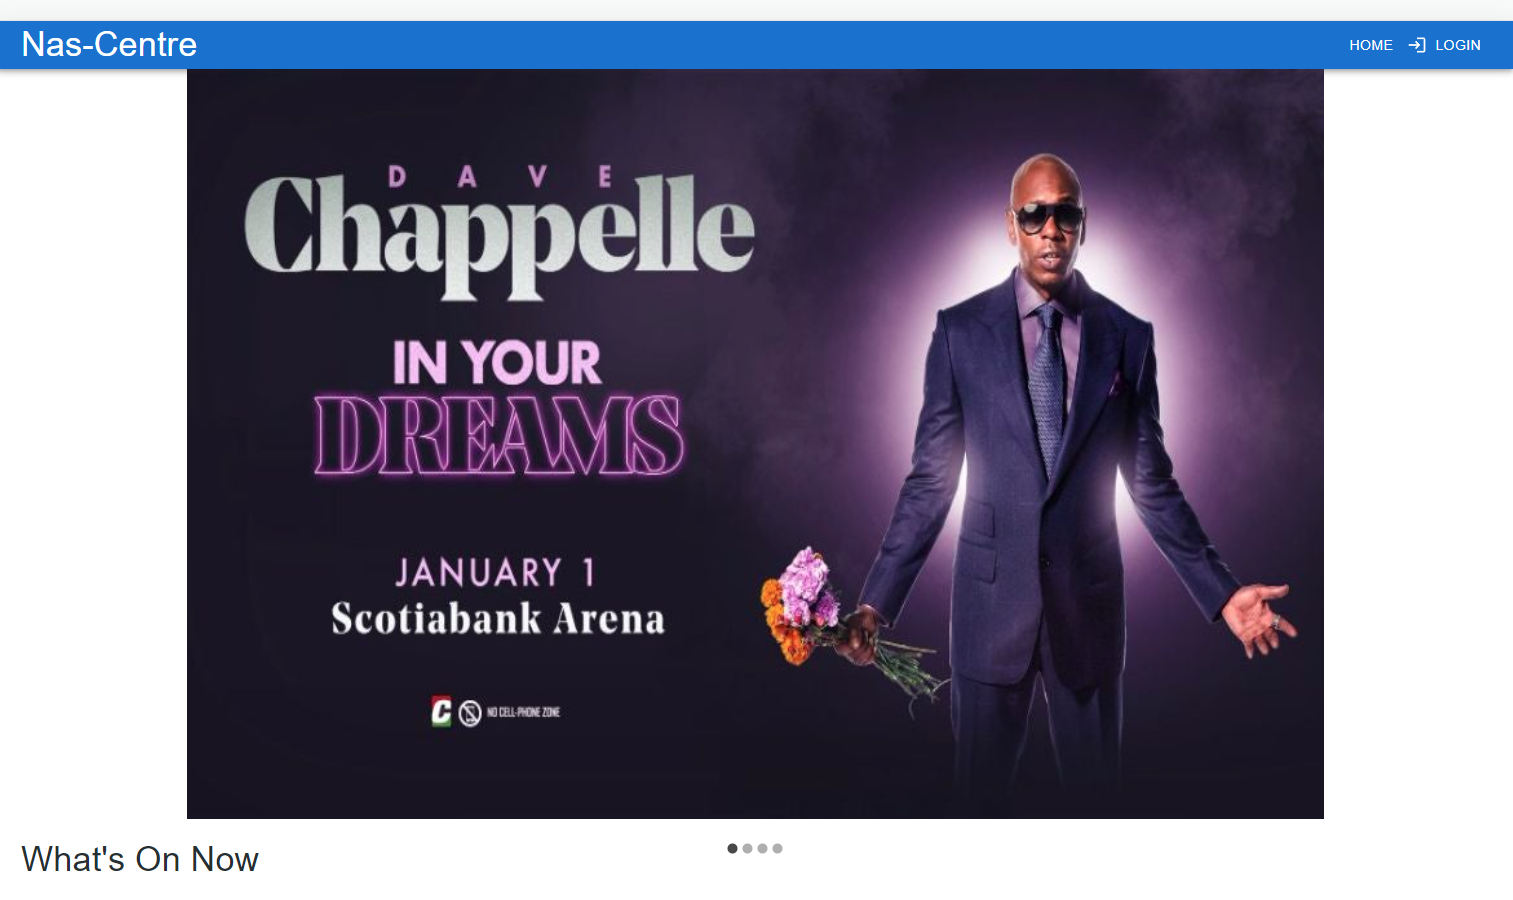 Nas-Centre
HOME
LOGIN
DAVE
Chappelle
IN YOUR
DREAMS
JANUARY 1
Scotiabank Arena
C
NO CELL-PHONE ZONE
What's On Now